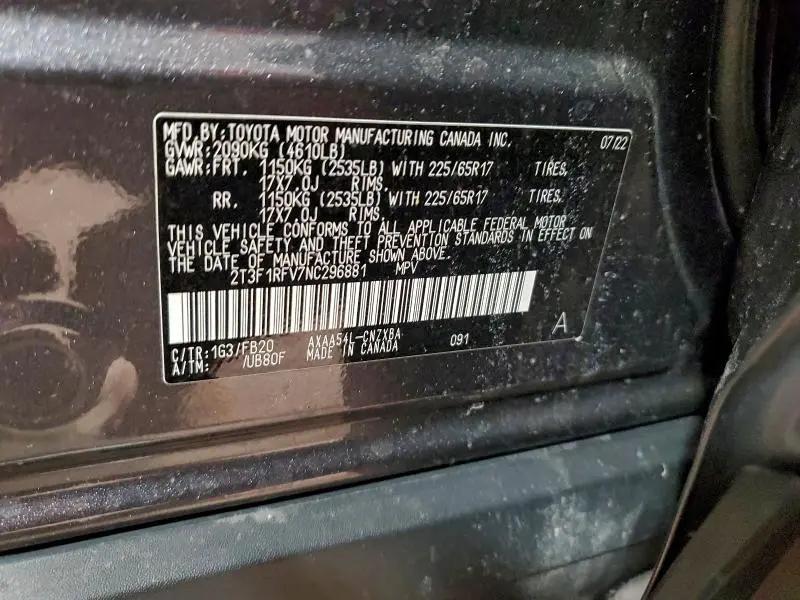 MFD.BY:TOYOTA MOTOR MANUFACTURING CANADA INC. 07/22
GVWR:2090KG (4610LB)
GAWR:FRT. 1150KG (2535LB) WITH 225/65R17 TIRES,
17X7.0J RIMS,
RR. 1150KG (2535LB) WITH 225/65R17 TIRES,
17X7.0J RIMS.
THIS VEHICLE CONFORMS TO ALL APPLICABLE FEDERAL MOTOR
VEHICLE SAFETY AND THEFT PREVENTION STANDARDS IN EFFECT ON
THE DATE OF MANUFACTURE SHOWN ABOVE.
2T3F1RFV7NC296881 MPV
C/TR:1G3/FB20 AXAA54L-CNZXBA 091 A
A/TM: /UB80F MADE IN CANADA